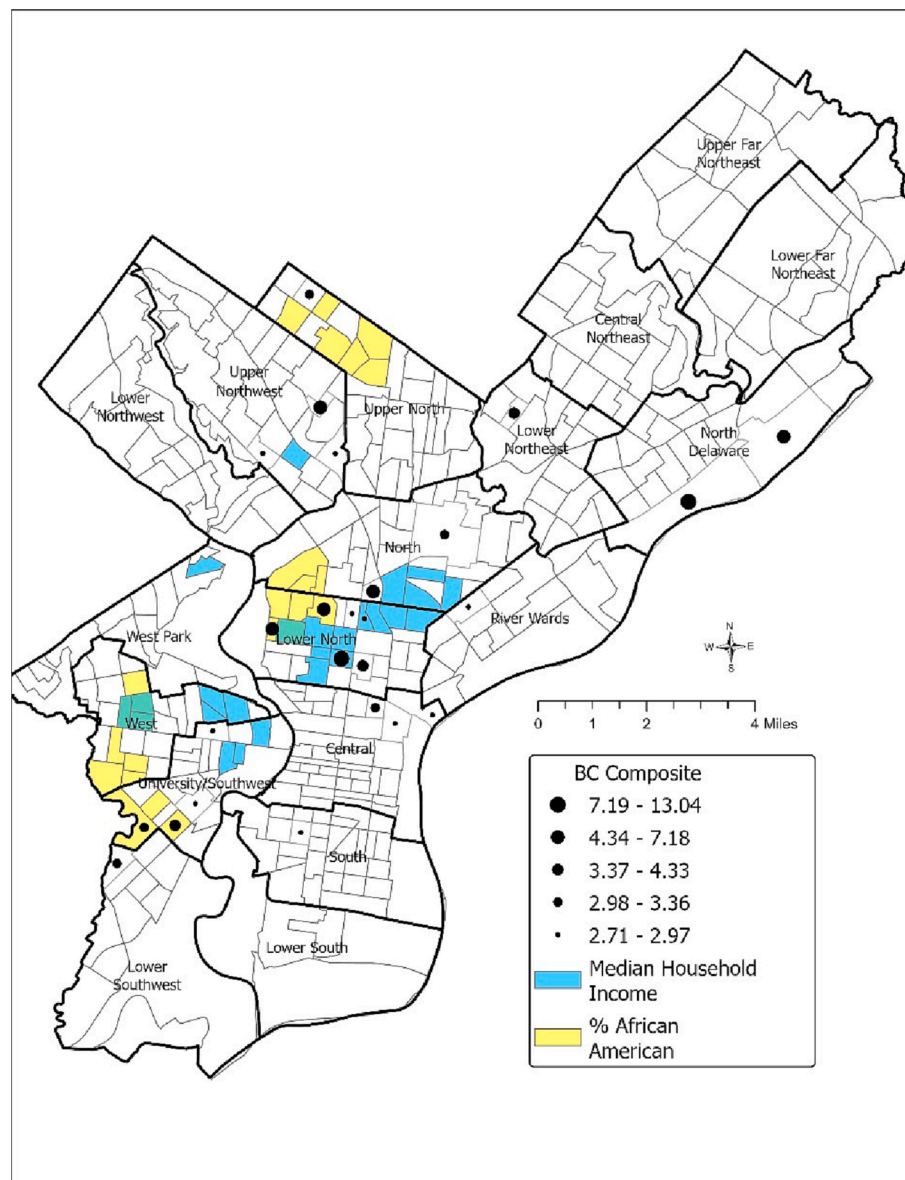 Upper Far
Northeast
Lower Far
Northeast
Central
Northeast
Upper
Northwest
Lower
Northwest
Upper North
Lower
Northeast
North
Delaware
North
River Wards
West Park
Lower North
N
W E
S
West
Central
University/Southwest
0 1 2 4 Miles
South
Lower South
Lower
Southwest
BC Composite
7.19 - 13.04
4.34 - 7.18
3.37 - 4.33
2.98 - 3.36
2.71 - 2.97
Median Household
Income
% African
American